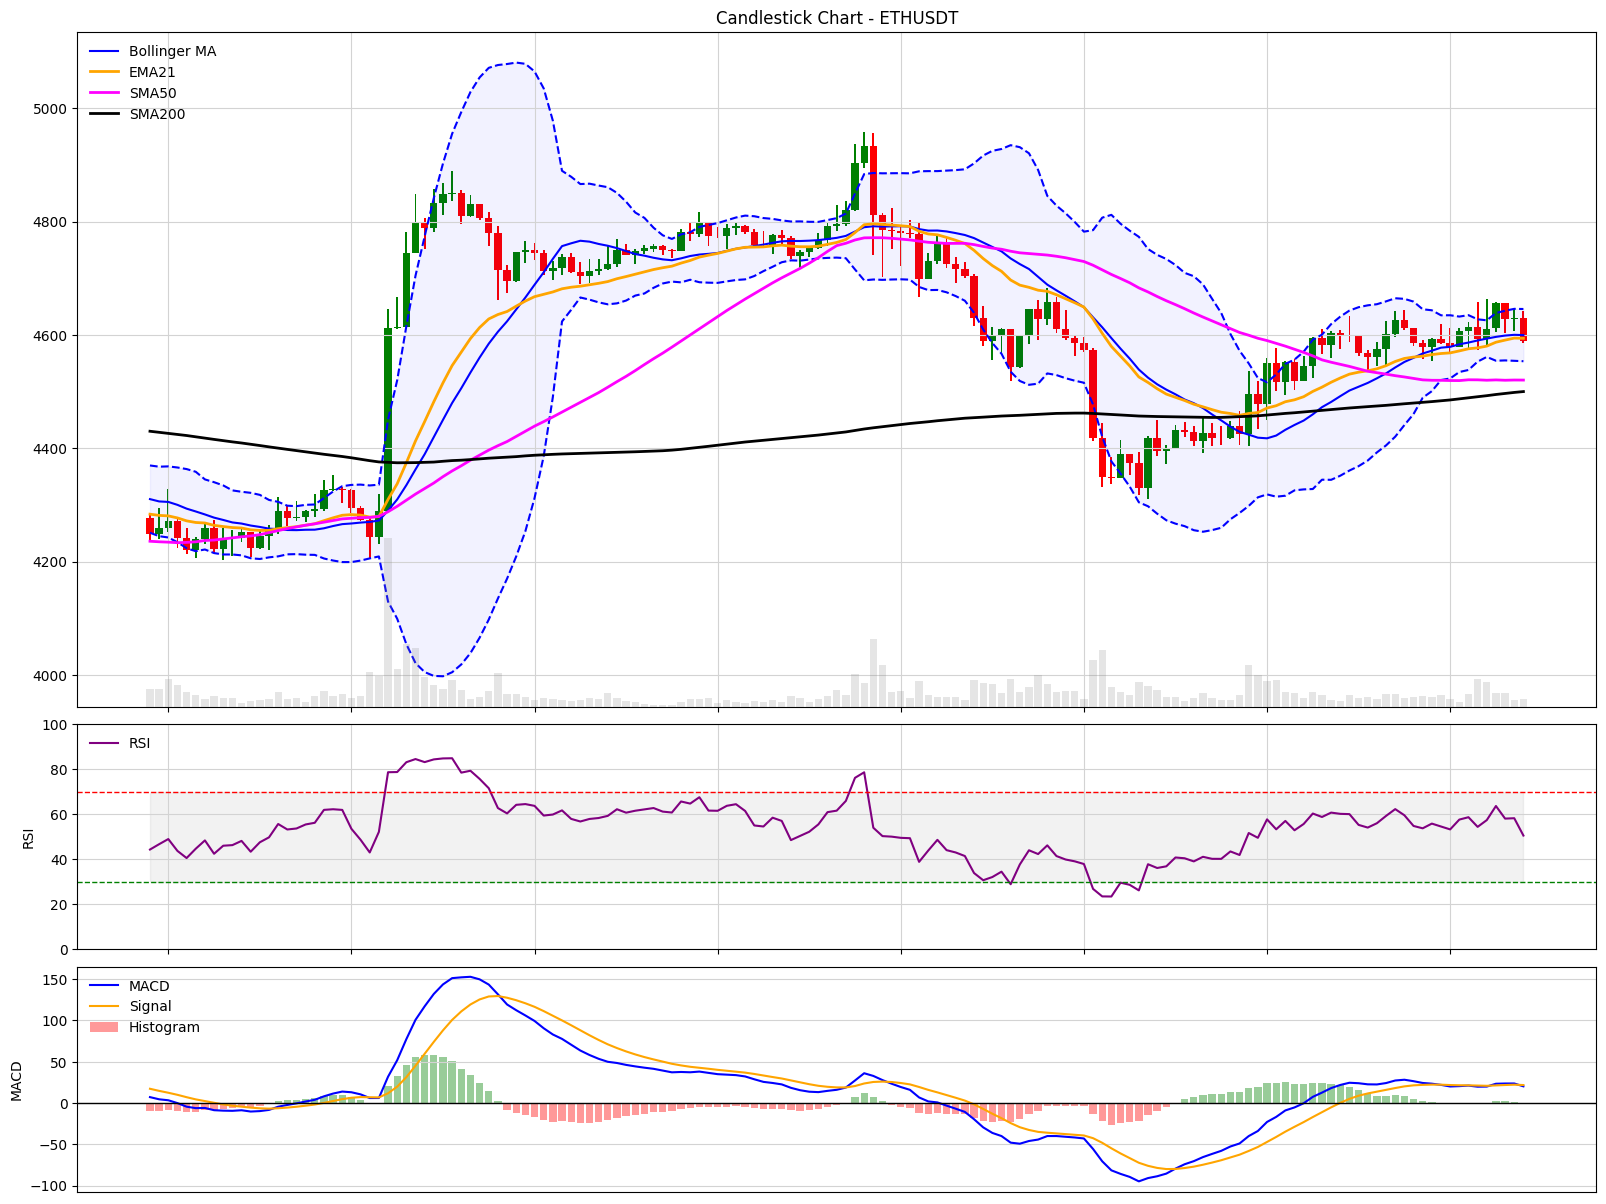 Candlestick Chart - ETHUSDT
Bollinger MA
EMA21
SMA50
SMA200
5000
4800
4600
4400
4200
4000
RSI
RSI
100
80
60
40
20
0
MACD
Signal
Histogram
MACD
150
100
50
0
−50
−100